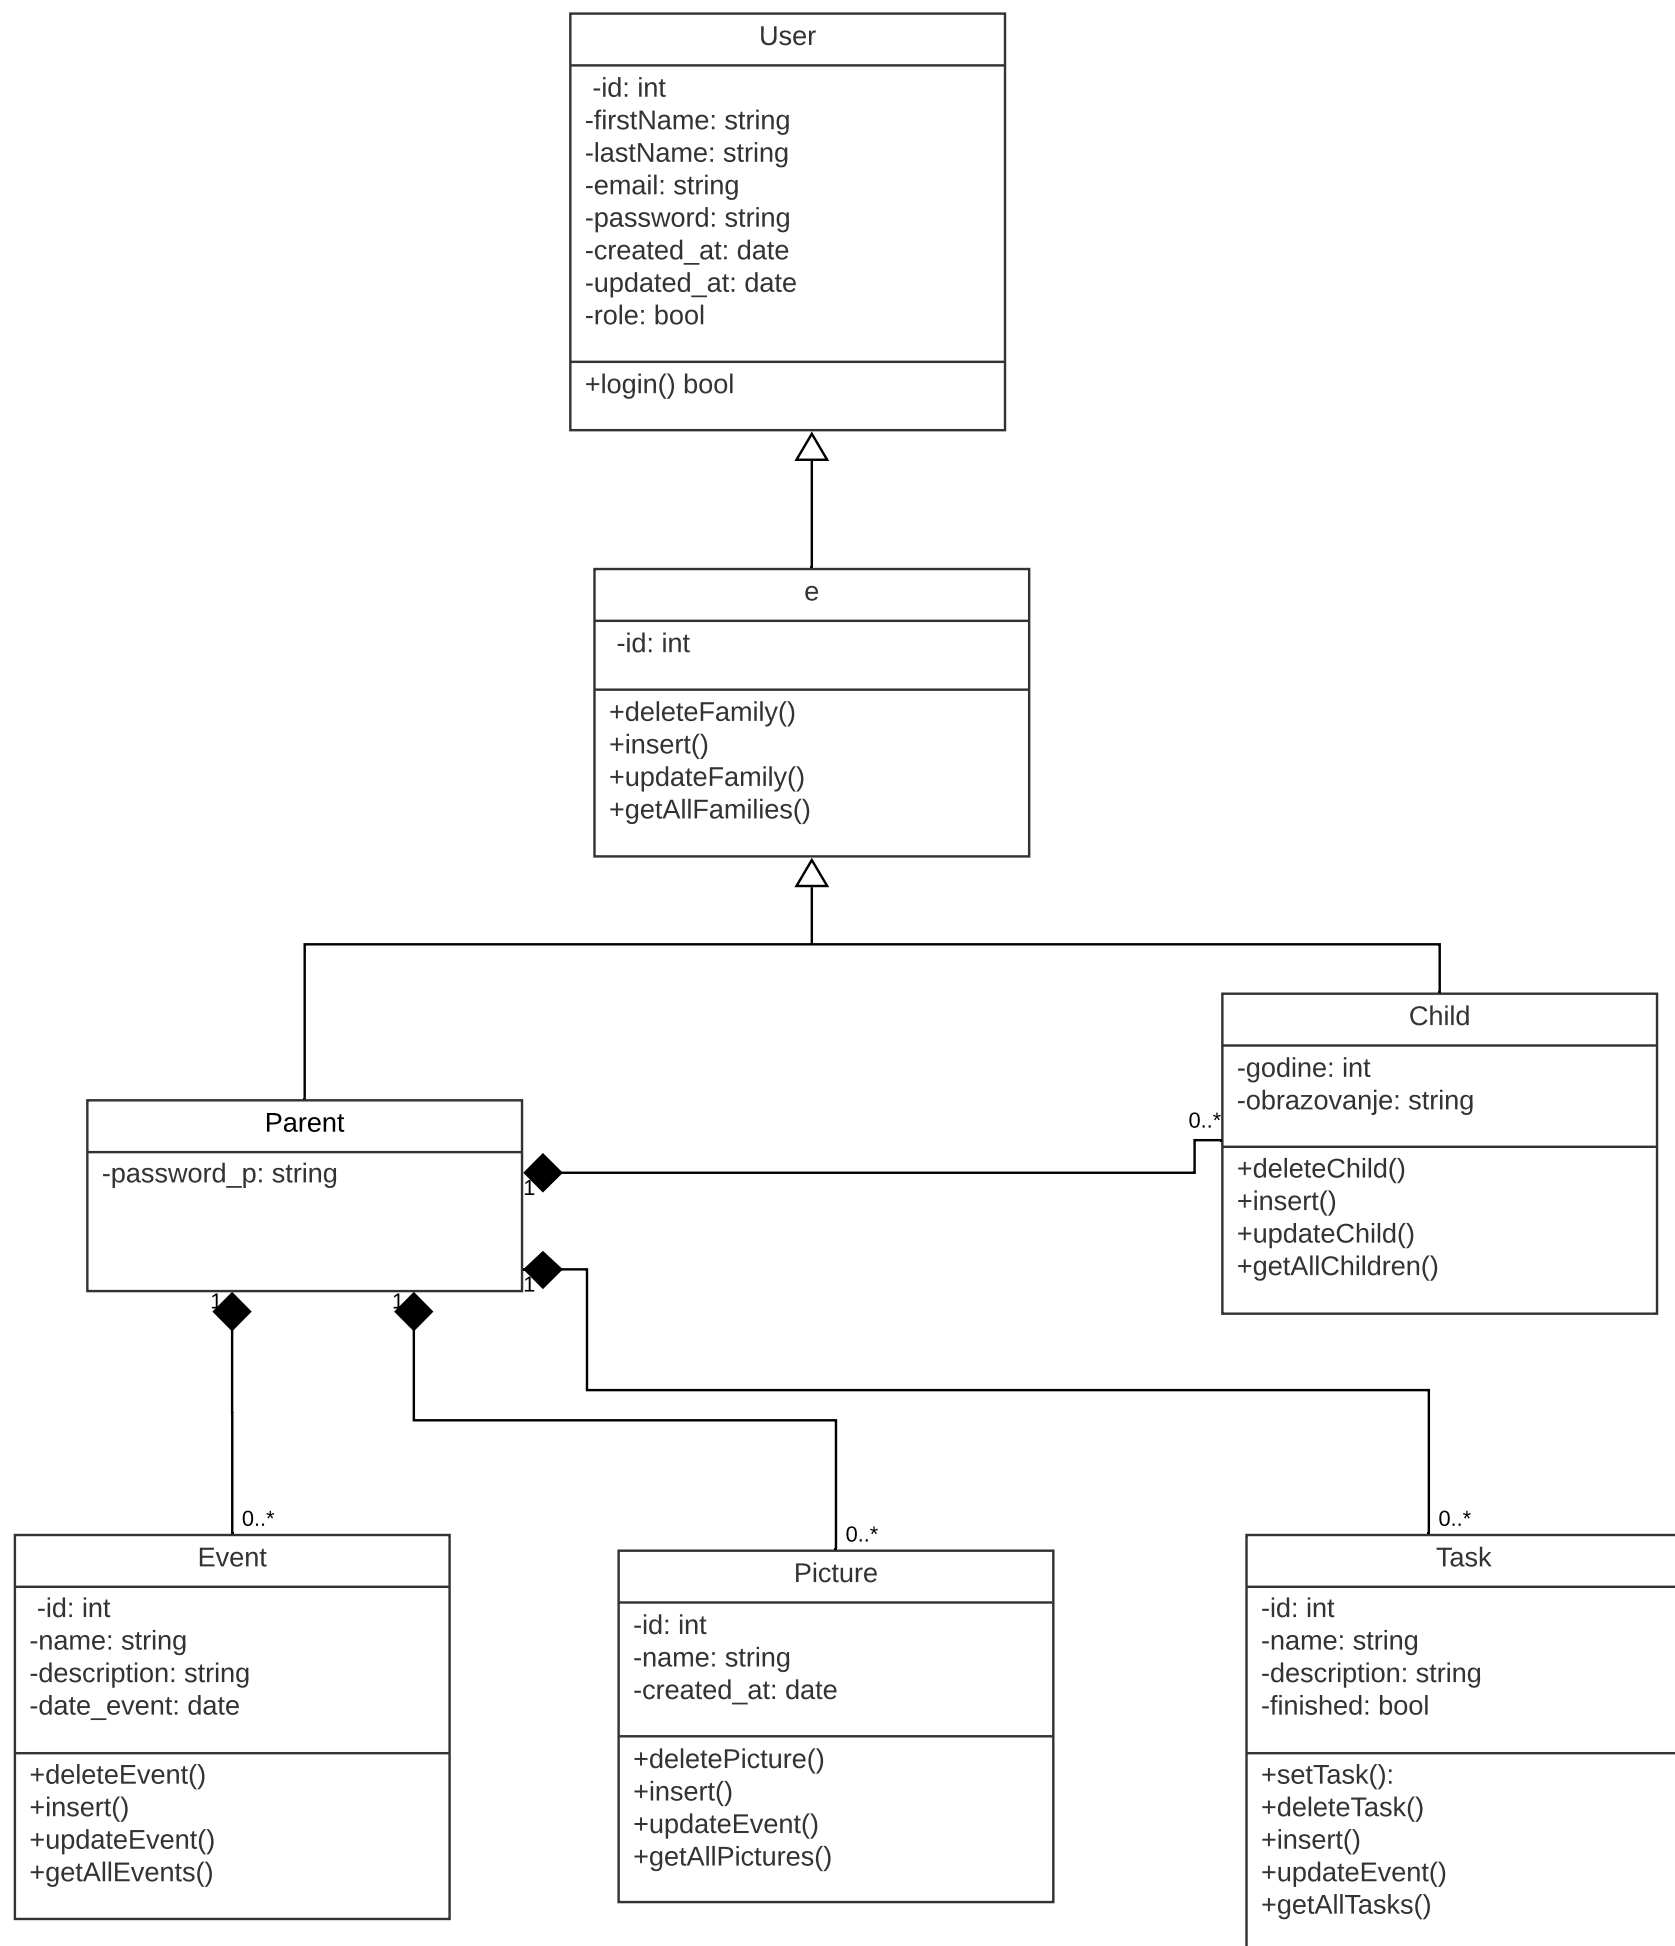 User
-id: int
-firstName: string
-lastName: string
-email: string
-password: string
-created_at: date
-updated_at: date
-role: bool
+login() bool
e
-id: int
+deleteFamily()
+insert()
+updateFamily()
+getAllFamilies()
Child
-godine: int
-obrazovanje: string
+deleteChild()
+insert()
+updateChild()
+getAllChildren()
Parent
-password_p: string
1
0..*
1
1
1
0..*
0..*
0..*
Event
-id: int
-name: string
-description: string
-date_event: date
+deleteEvent()
+insert()
+updateEvent()
+getAllEvents()
Picture
-id: int
-name: string
-created_at: date
+deletePicture()
+insert()
+updateEvent()
+getAllPictures()
Task
-id: int
-name: string
-description: string
-finished: bool
+setTask():
+deleteTask()
+insert()
+updateEvent()
+getAllTasks()